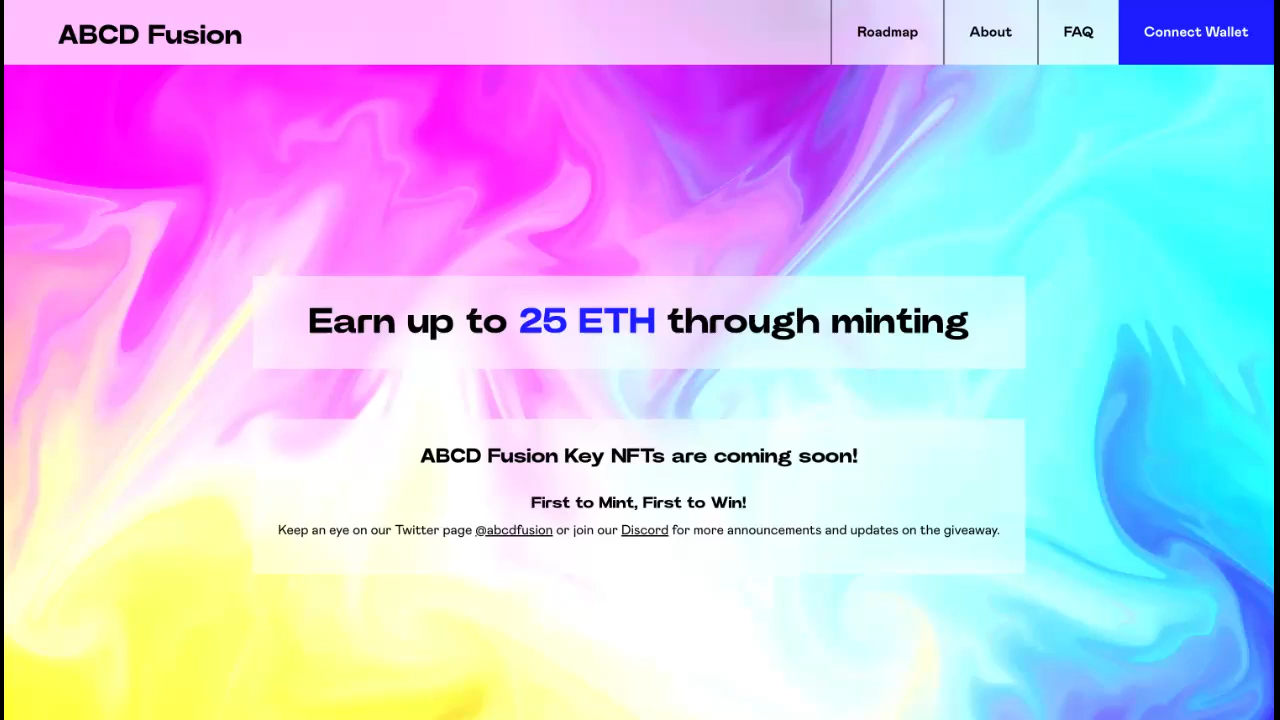 ABCD Fusion
Roadmap
About
FAQ
Connect Wallet
Earn up to 25 ETH through minting
ABCD Fusion Key NFTs are coming soon!
First to Mint, First to Win!
Keep an eye on our Twitter page @abcdfusion or join our Discord for more announcements and updates on the giveaway.